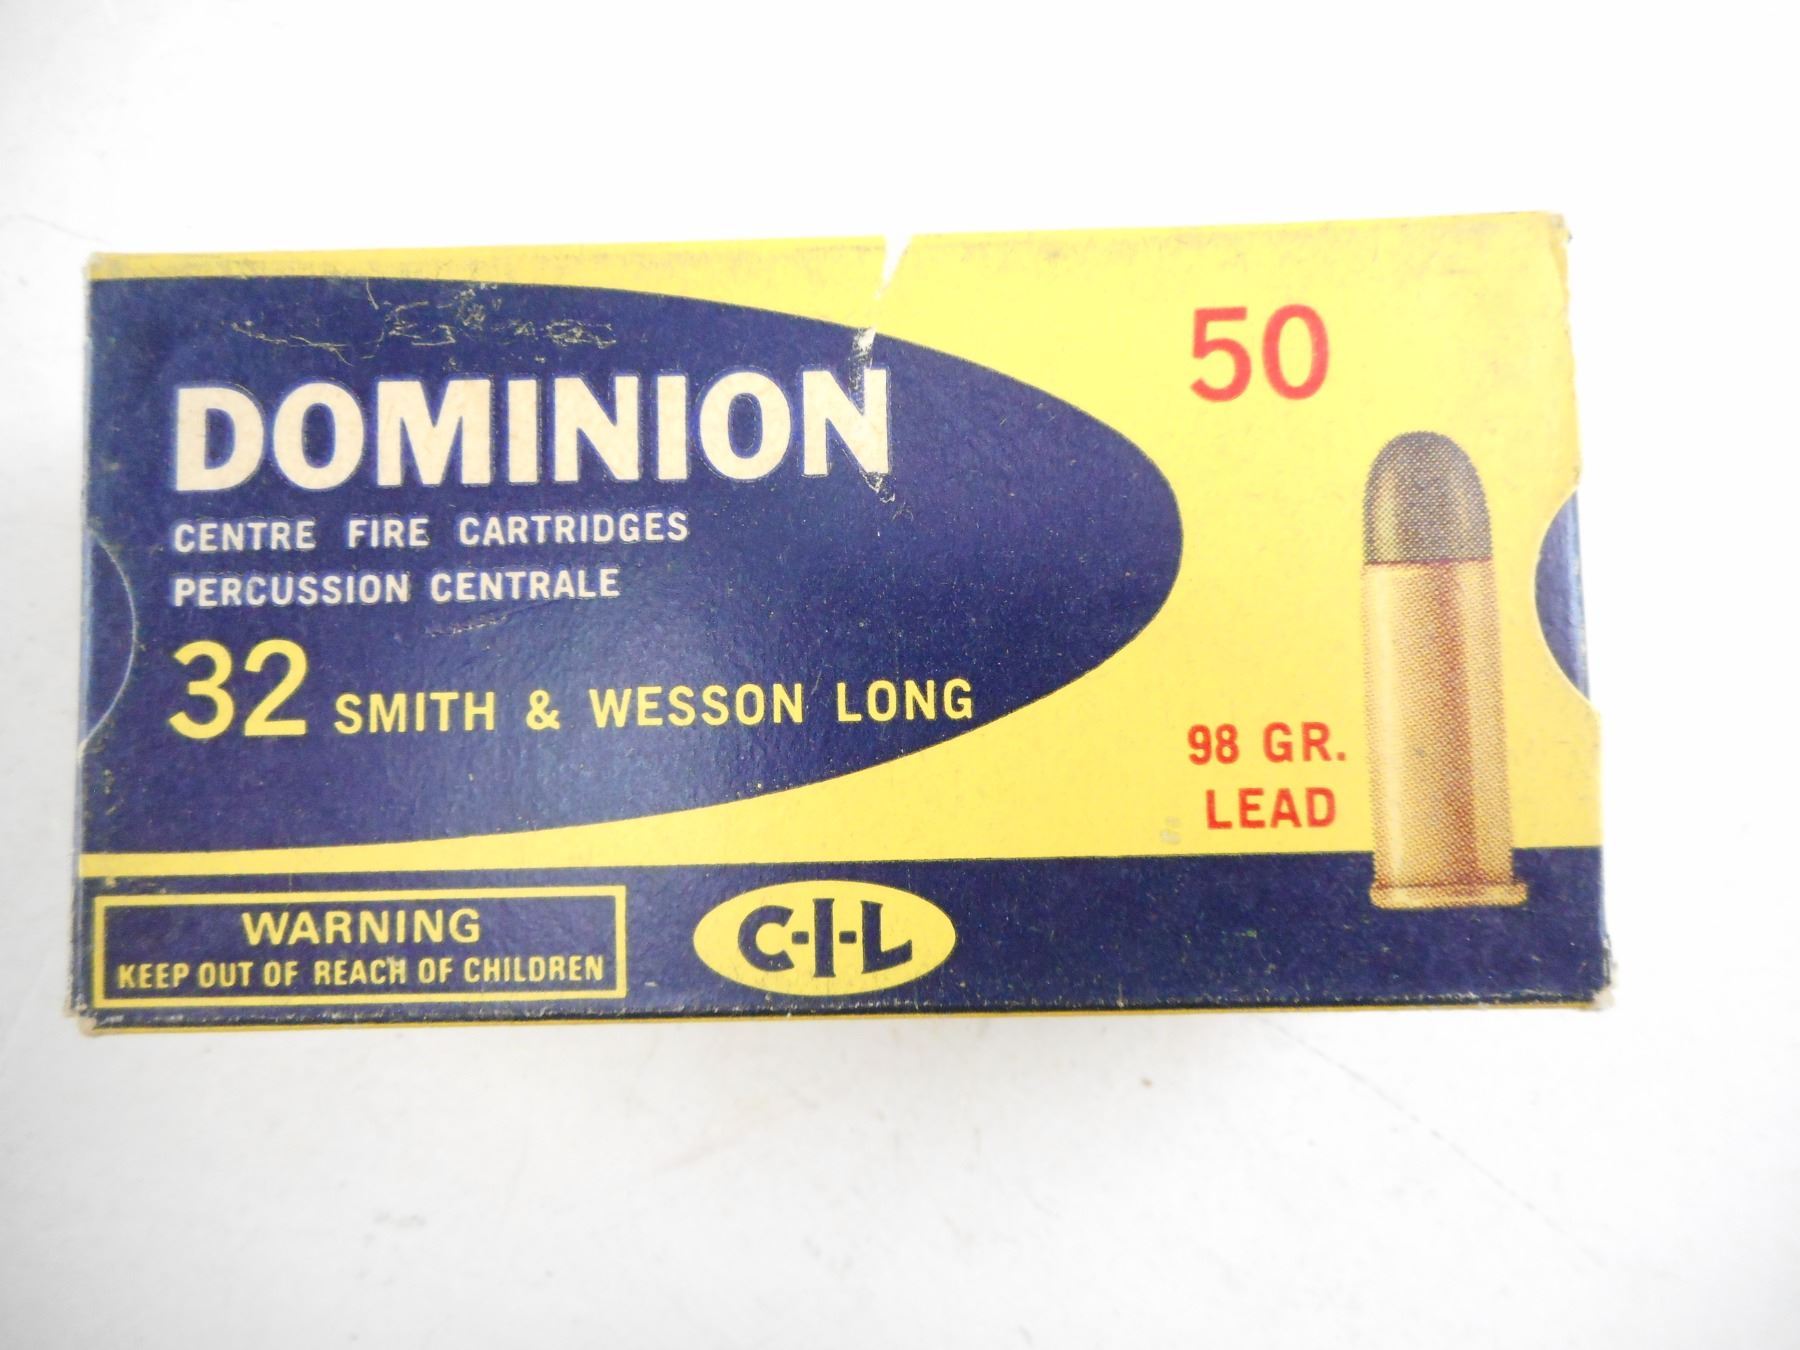 50
DOMINION
CENTRE FIRE CARTRIDGES
PERCUSSION CENTRALE
32 SMITH & WESSON LONG
98 GR.
LEAD
WARNING
KEEP OUT OF REACH OF CHILDREN
C-I-L